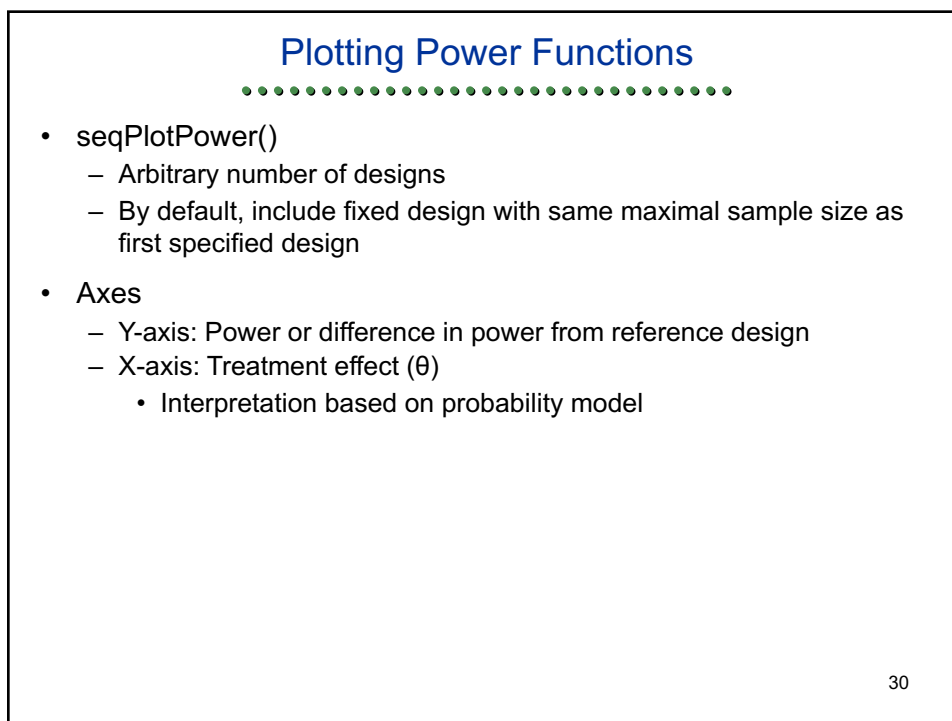 Plotting Power Functions
• seqPlotPower()
– Arbitrary number of designs
– By default, include fixed design with same maximal sample size as
first specified design
• Axes
– Y-axis: Power or difference in power from reference design
– X-axis: Treatment effect (θ)
• Interpretation based on probability model
30